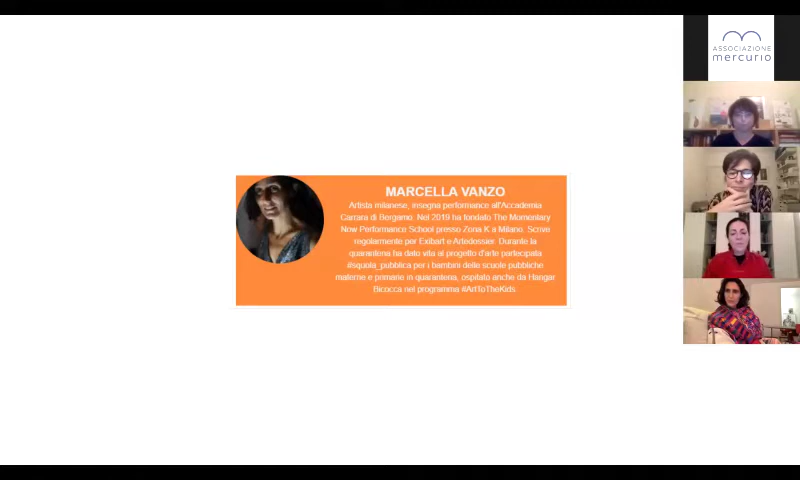 ASSOCIAZIONE
mercurio
MARCELLA VANZO
Artista milanese, insegna performance all'Accademia
Carrara di Bergamo. Nel 2019 ha fondato The Momentary
Now Performance School presso Zona K a Milano. Scrive
regolarmente per Exibart e Artedossier. Durante la
quarantena ha dato vita al progetto d'arte partecipata
#squola_pubblica per i bambini delle scuole pubbliche
materne e primarie in quarantena, ospitato anche da Hangar
Bicocca nel programma #ArtToTheKids